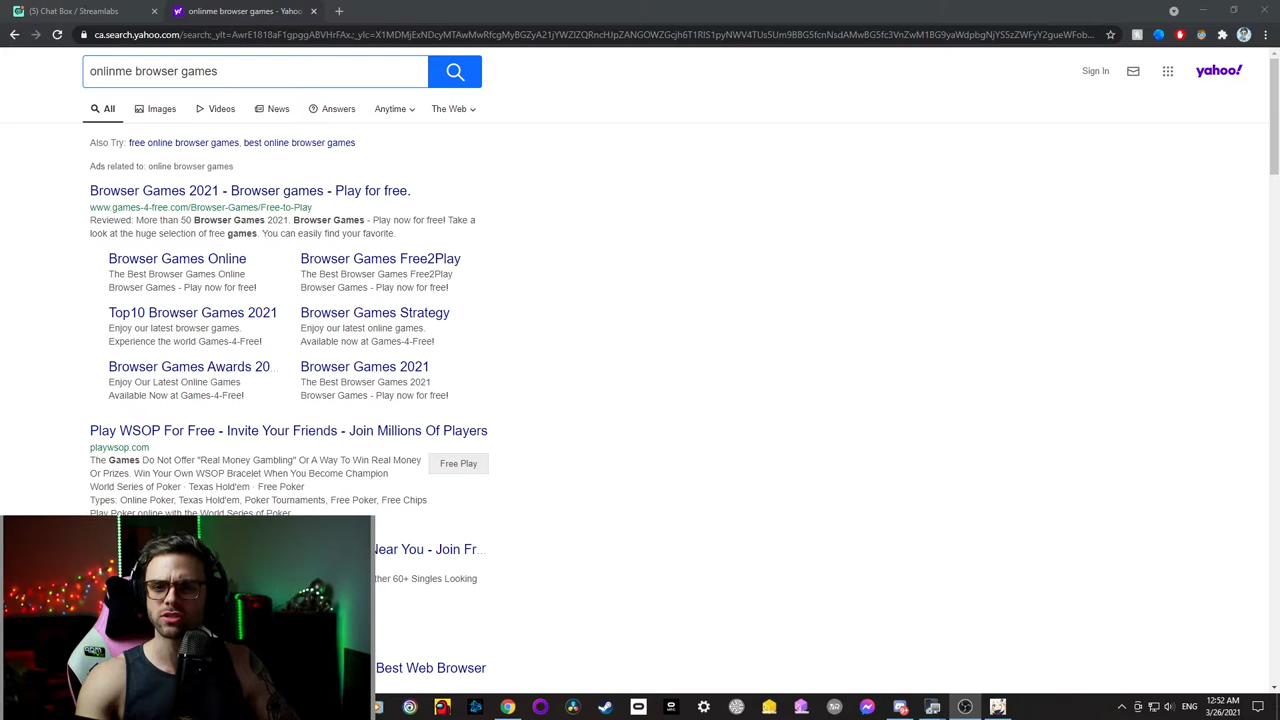 (5) Chat Box / Streamlabs
onlinme browser games - Yahoo
onlinme browser games
Sign In
yahoo!
All
Images
Videos
News
Answers
Anytime
The Web
Also Try: free online browser games, best online browser games
Ads related to: online browser games
Browser Games 2021 - Browser games - Play for free.
www.games-4-free.com/Browser-Games/Free-to-Play
Reviewed: More than 50 Browser Games 2021. Browser Games - Play now for free! Take a
look at the huge selection of free games. You can easily find your favorite.
Browser Games Online
The Best Browser Games Online
Browser Games - Play now for free!
Browser Games Free2Play
The Best Browser Games Free2Play
Browser Games - Play now for free!
Top10 Browser Games 2021
Enjoy our latest browser games.
Experience the world Games-4-Free!
Browser Games Strategy
Enjoy our latest online games.
Available now at Games-4-Free!
Browser Games Awards 20...
Enjoy Our Latest Online Games
Available Now at Games-4-Free!
Browser Games 2021
The Best Browser Games 2021
Browser Games - Play now for free!
Play WSOP For Free - Invite Your Friends - Join Millions Of Players
playwsop.com
The Games Do Not Offer "Real Money Gambling" Or A Way To Win Real Money
Or Prizes. Win Your Own WSOP Bracelet When You Become Champion
Free Play
World Series of Poker · Texas Hold'em · Free Poker
Types: Online Poker, Texas Hold'em, Poker Tournaments, Free Poker, Free Chips
Play Poker online with the World Series of Poker
Near You - Join Fr...
ther 60+ Singles Looking
Best Web Browser
12:52 AM
3/26/2021